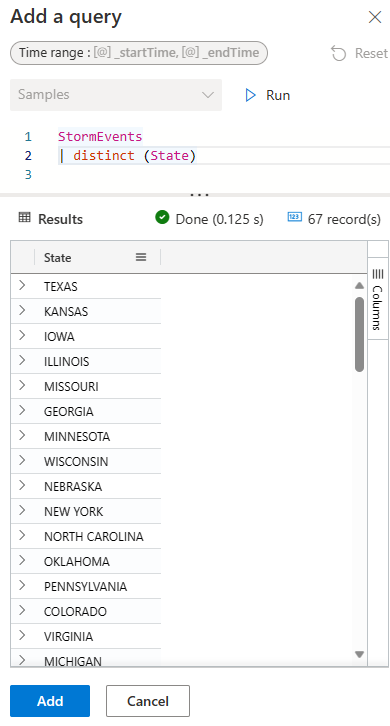 Add a query
Time range : [@] _startTime, [@] _endTime
Reset
Samples
Run
1 StormEvents
2 | distinct (State)
3
Results
Done (0.125 s)
123
67 record(s)
State
Columns
TEXAS
KANSAS
IOWA
ILLINOIS
MISSOURI
GEORGIA
MINNESOTA
WISCONSIN
NEBRASKA
NEW YORK
NORTH CAROLINA
OKLAHOMA
PENNSYLVANIA
COLORADO
VIRGINIA
MICHIGAN
Add
Cancel